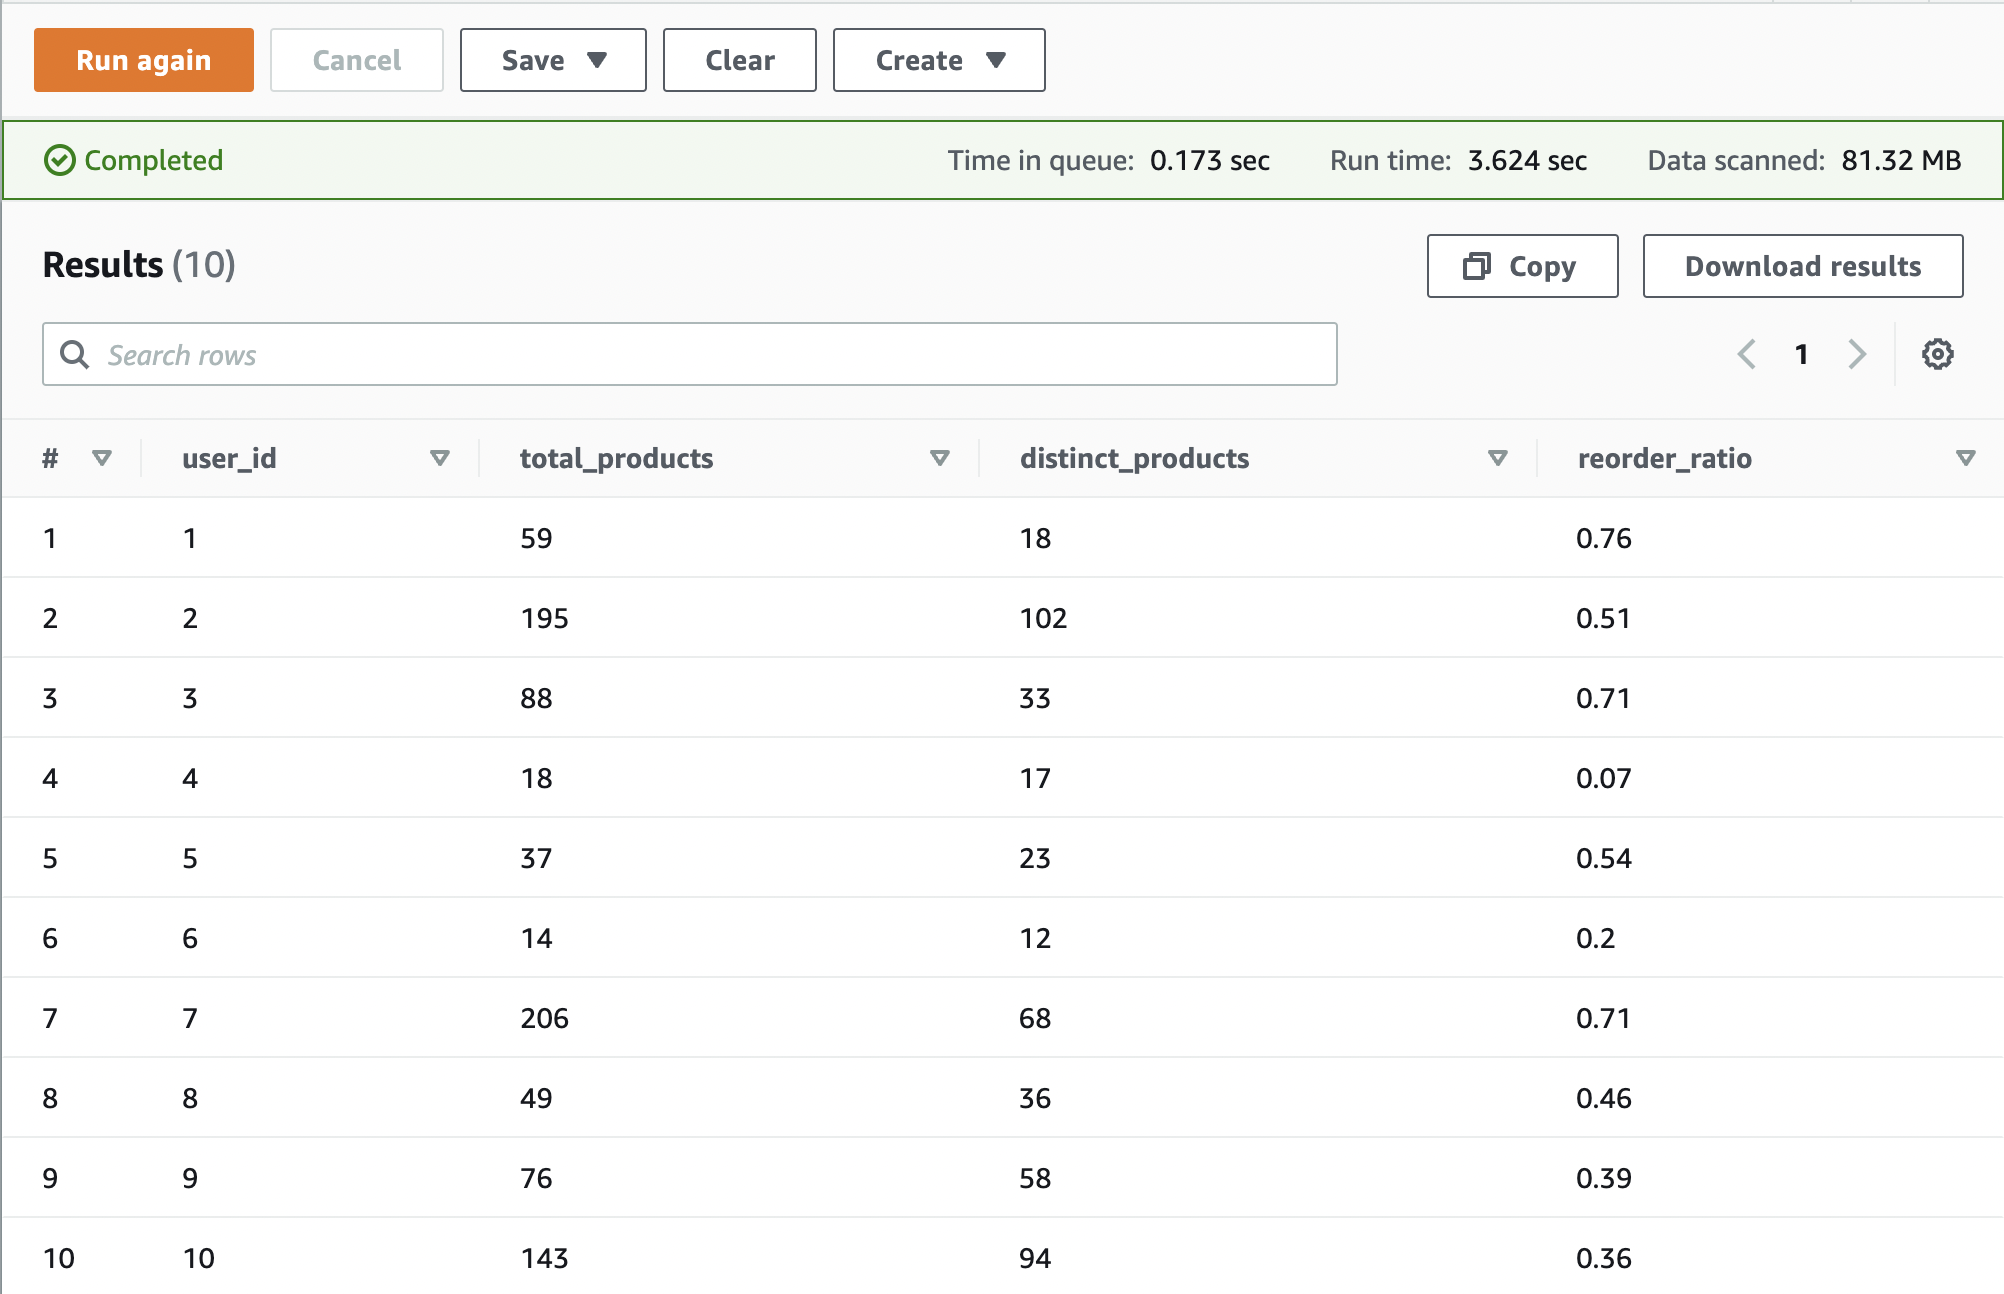 Run again Cancel Save Clear Create
Completed Time in queue: 0.173 sec Run time: 3.624 sec Data scanned: 81.32 MB
Results (10) Copy Download results
Search rows 1
# user_id total_products distinct_products reorder_ratio
1 1 59 18 0.76
2 2 195 102 0.51
3 3 88 33 0.71
4 4 18 17 0.07
5 5 37 23 0.54
6 6 14 12 0.2
7 7 206 68 0.71
8 8 49 36 0.46
9 9 76 58 0.39
10 10 143 94 0.36